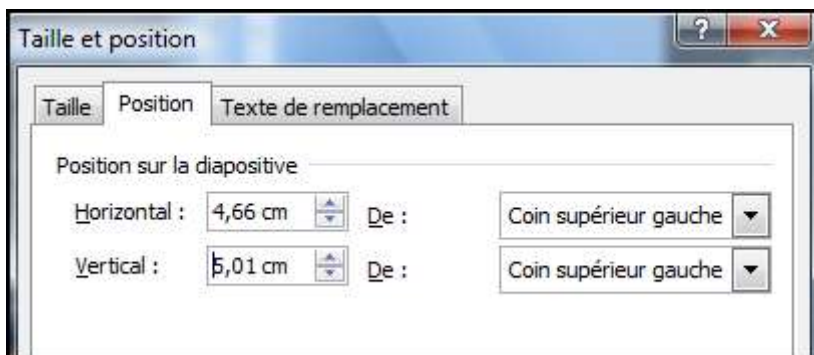 Taille et position
Taille Position Texte de remplacement
Position sur la diapositive
Horizontal : 4,66 cm De : Coin supérieur gauche
Vertical : 5,01 cm De : Coin supérieur gauche